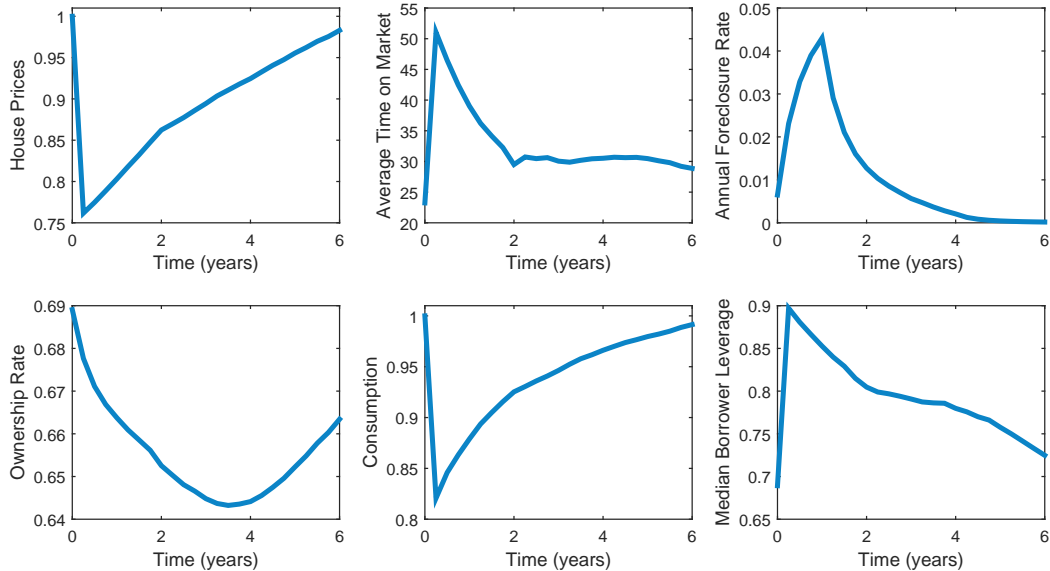 House Prices
1
0.95
0.9
0.85
0.8
0.75
0 2 4 6
Time (years)
Average Time on Market
55
50
45
40
35
30
25
20
0 2 4 6
Time (years)
Annual Foreclosure Rate
0.05
0.04
0.03
0.02
0.01
0
0 2 4 6
Time (years)
Ownership Rate
0.69
0.68
0.67
0.66
0.65
0.64
0 2 4 6
Time (years)
Consumption
1
0.95
0.9
0.85
0.8
0 2 4 6
Time (years)
Median Borrower Leverage
0.9
0.85
0.8
0.75
0.7
0.65
0 2 4 6
Time (years)